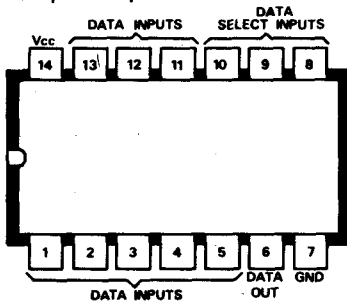 DATA
DATA INPUTS SELECT INPUTS
Vcc
14 13 12 11 10 9 8
1 2 3 4 5 6 7
DATA GND
OUT
DATA INPUTS